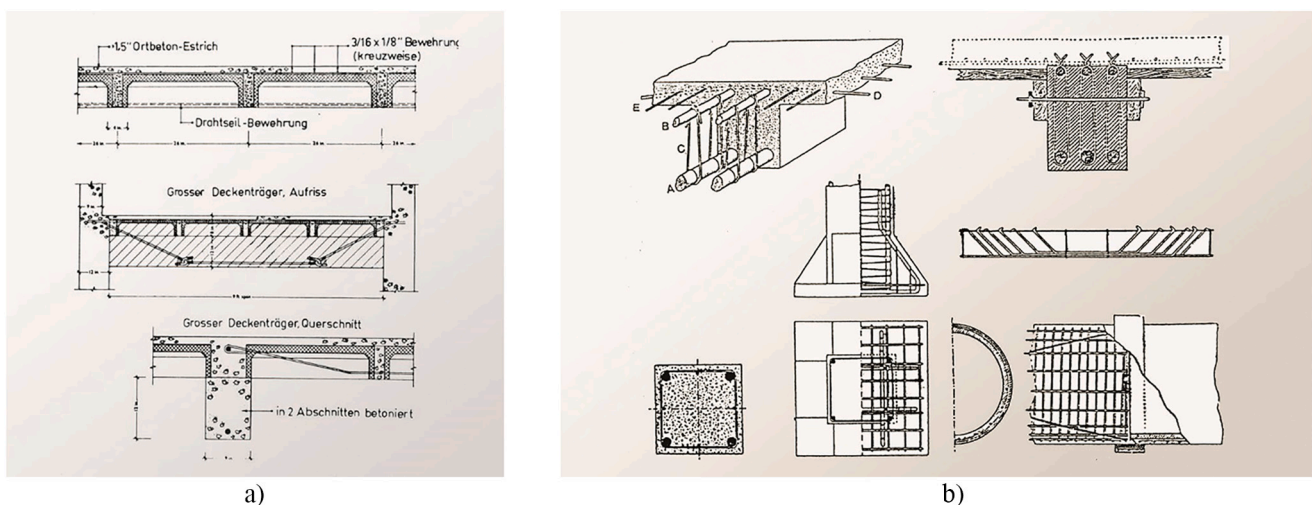 1.5" Ortbeton-Estrich
3/16 x 1/8" Bewehrung
(kreuzweise)
Drahtseil-Bewehrung
Grosser Deckenträger, Aufriss
Grosser Deckenträger, Querschnitt
in 2 Abschnitten betoniert
E
B
C
A
D
a)
b)